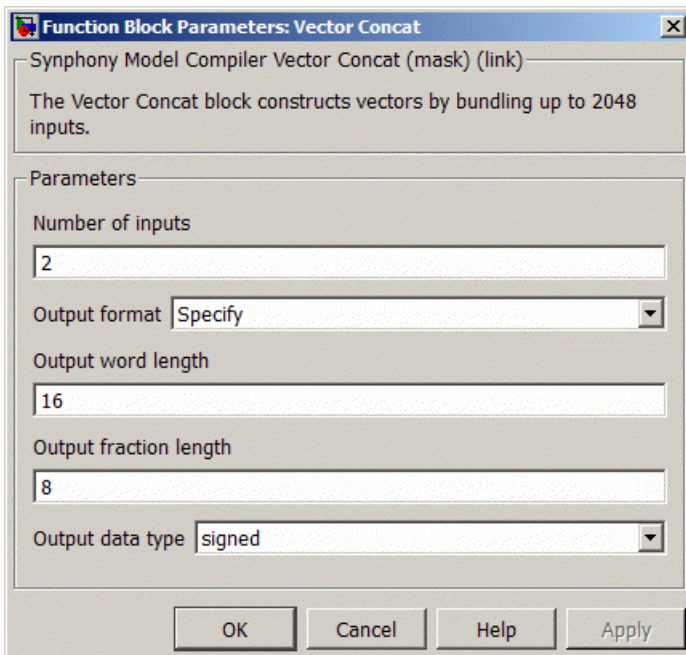 Function Block Parameters: Vector Concat
Synphony Model Compiler Vector Concat (mask) (link)
The Vector Concat block constructs vectors by bundling up to 2048
inputs.
Parameters
Number of inputs
2
Output format Specify
Output word length
16
Output fraction length
8
Output data type signed
OK Cancel Help Apply